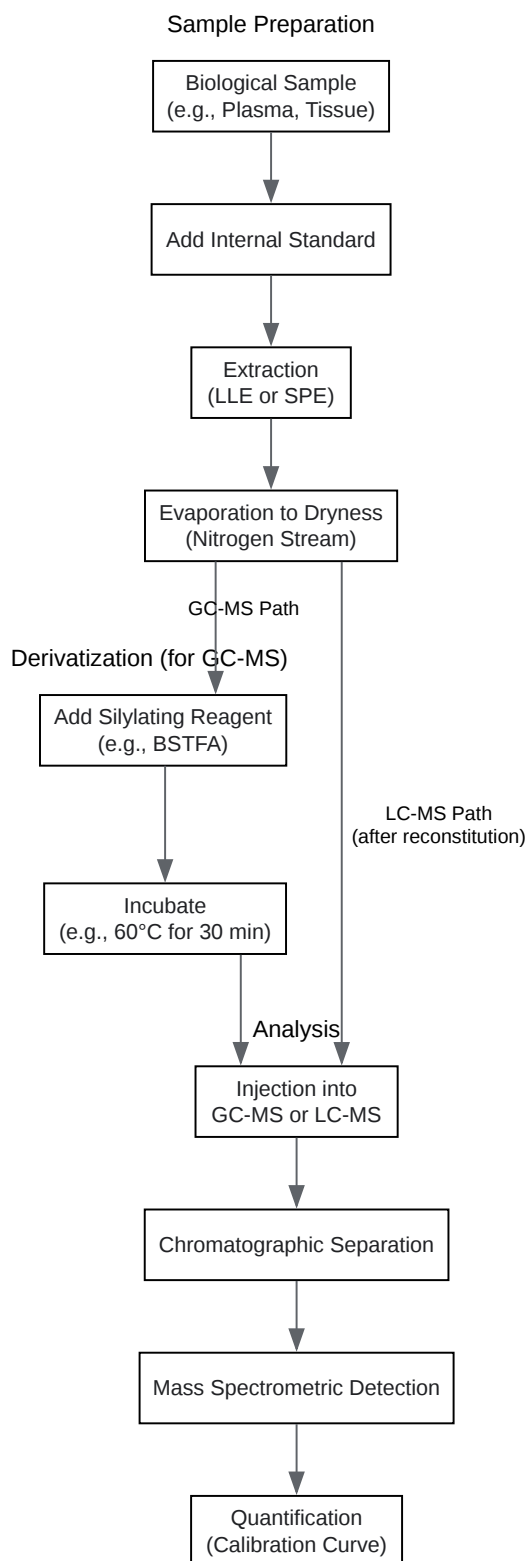 Sample Preparation
Biological Sample
(e.g., Plasma, Tissue)
Add Internal Standard
Extraction
(LLE or SPE)
Evaporation to Dryness
(Nitrogen Stream)
GC-MS Path
Derivatization (for GC-MS)
Add Silylating Reagent
(e.g., BSTFA)
LC-MS Path
(after reconstitution)
Incubate
(e.g., 60°C for 30 min)
Analysis
Injection into
GC-MS or LC-MS
Chromatographic Separation
Mass Spectrometric Detection
Quantification
(Calibration Curve)